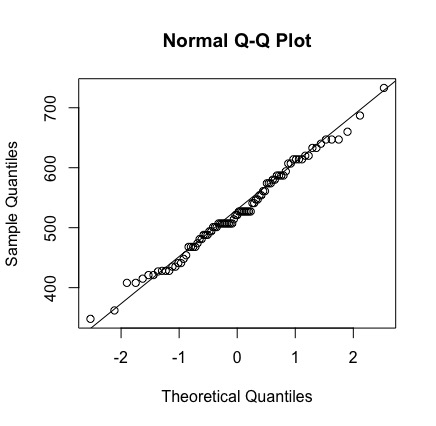 Normal Q-Q Plot
Sample Quantiles
700
600
500
400
-2 -1 0 1 2
Theoretical Quantiles